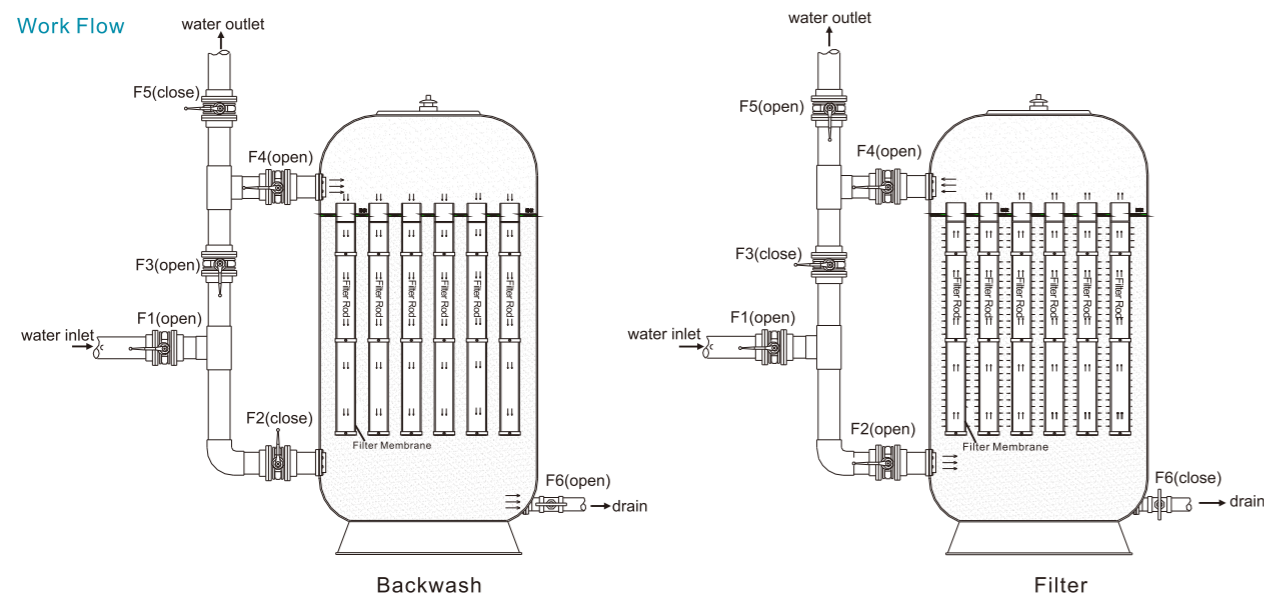 Work Flow
water outlet
F5(close)
F4(open)
F3(open)
F1(open)
water inlet
F2(close)
Filter Rod
Filter Rod
Filter Rod
Filter Rod
Filter Rod
Filter Rod
Filter Membrane
F6(open)
drain
Backwash
water outlet
F5(open)
F4(open)
F3(close)
F1(open)
water inlet
F2(open)
Filter Rod
Filter Rod
Filter Rod
Filter Rod
Filter Rod
Filter Rod
Filter Membrane
F6(close)
drain
Filter